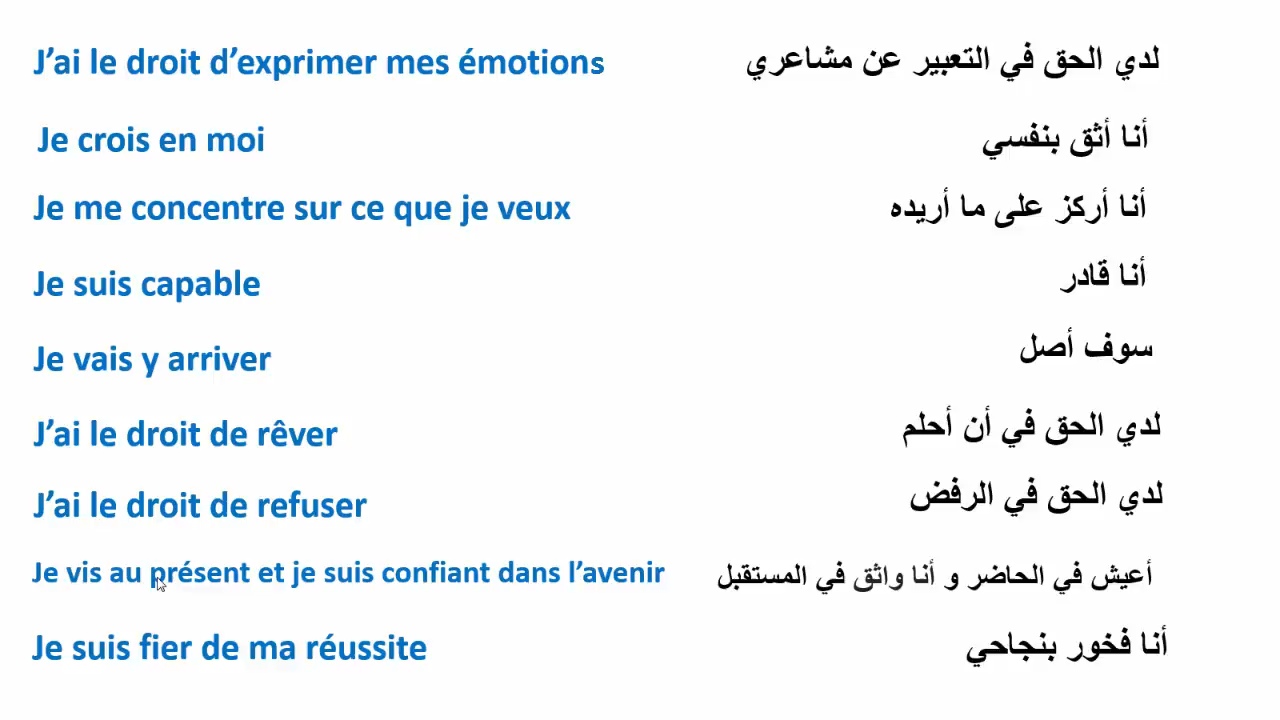 J’ai le droit d’exprimer mes émotions لدي الحق في التعبير عن مشاعري
Je crois en moi أنا أثق بنفسي
Je me concentre sur ce que je veux أنا أركز على ما أريده
Je suis capable أنا قادر
Je vais y arriver سوف أصل
J’ai le droit de rêver لدي الحق في أن أحلم
J’ai le droit de refuser لدي الحق في الرفض
Je vis au présent et je suis confiant dans l’avenir أعيش في الحاضر و أنا واثق في المستقبل
Je suis fier de ma réussite أنا فخور بنجاحي